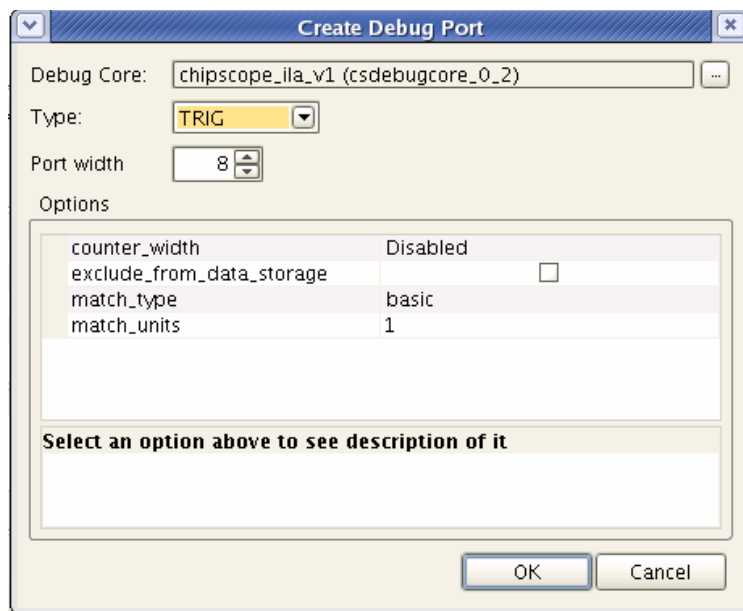 Create Debug Port
Debug Core: chipscope_ila_v1 (csdebugcore_0_2) ...
Type: TRIG
Port width 8
Options
counter_width Disabled
exclude_from_data_storage
match_type basic
match_units 1
Select an option above to see description of it
OK Cancel